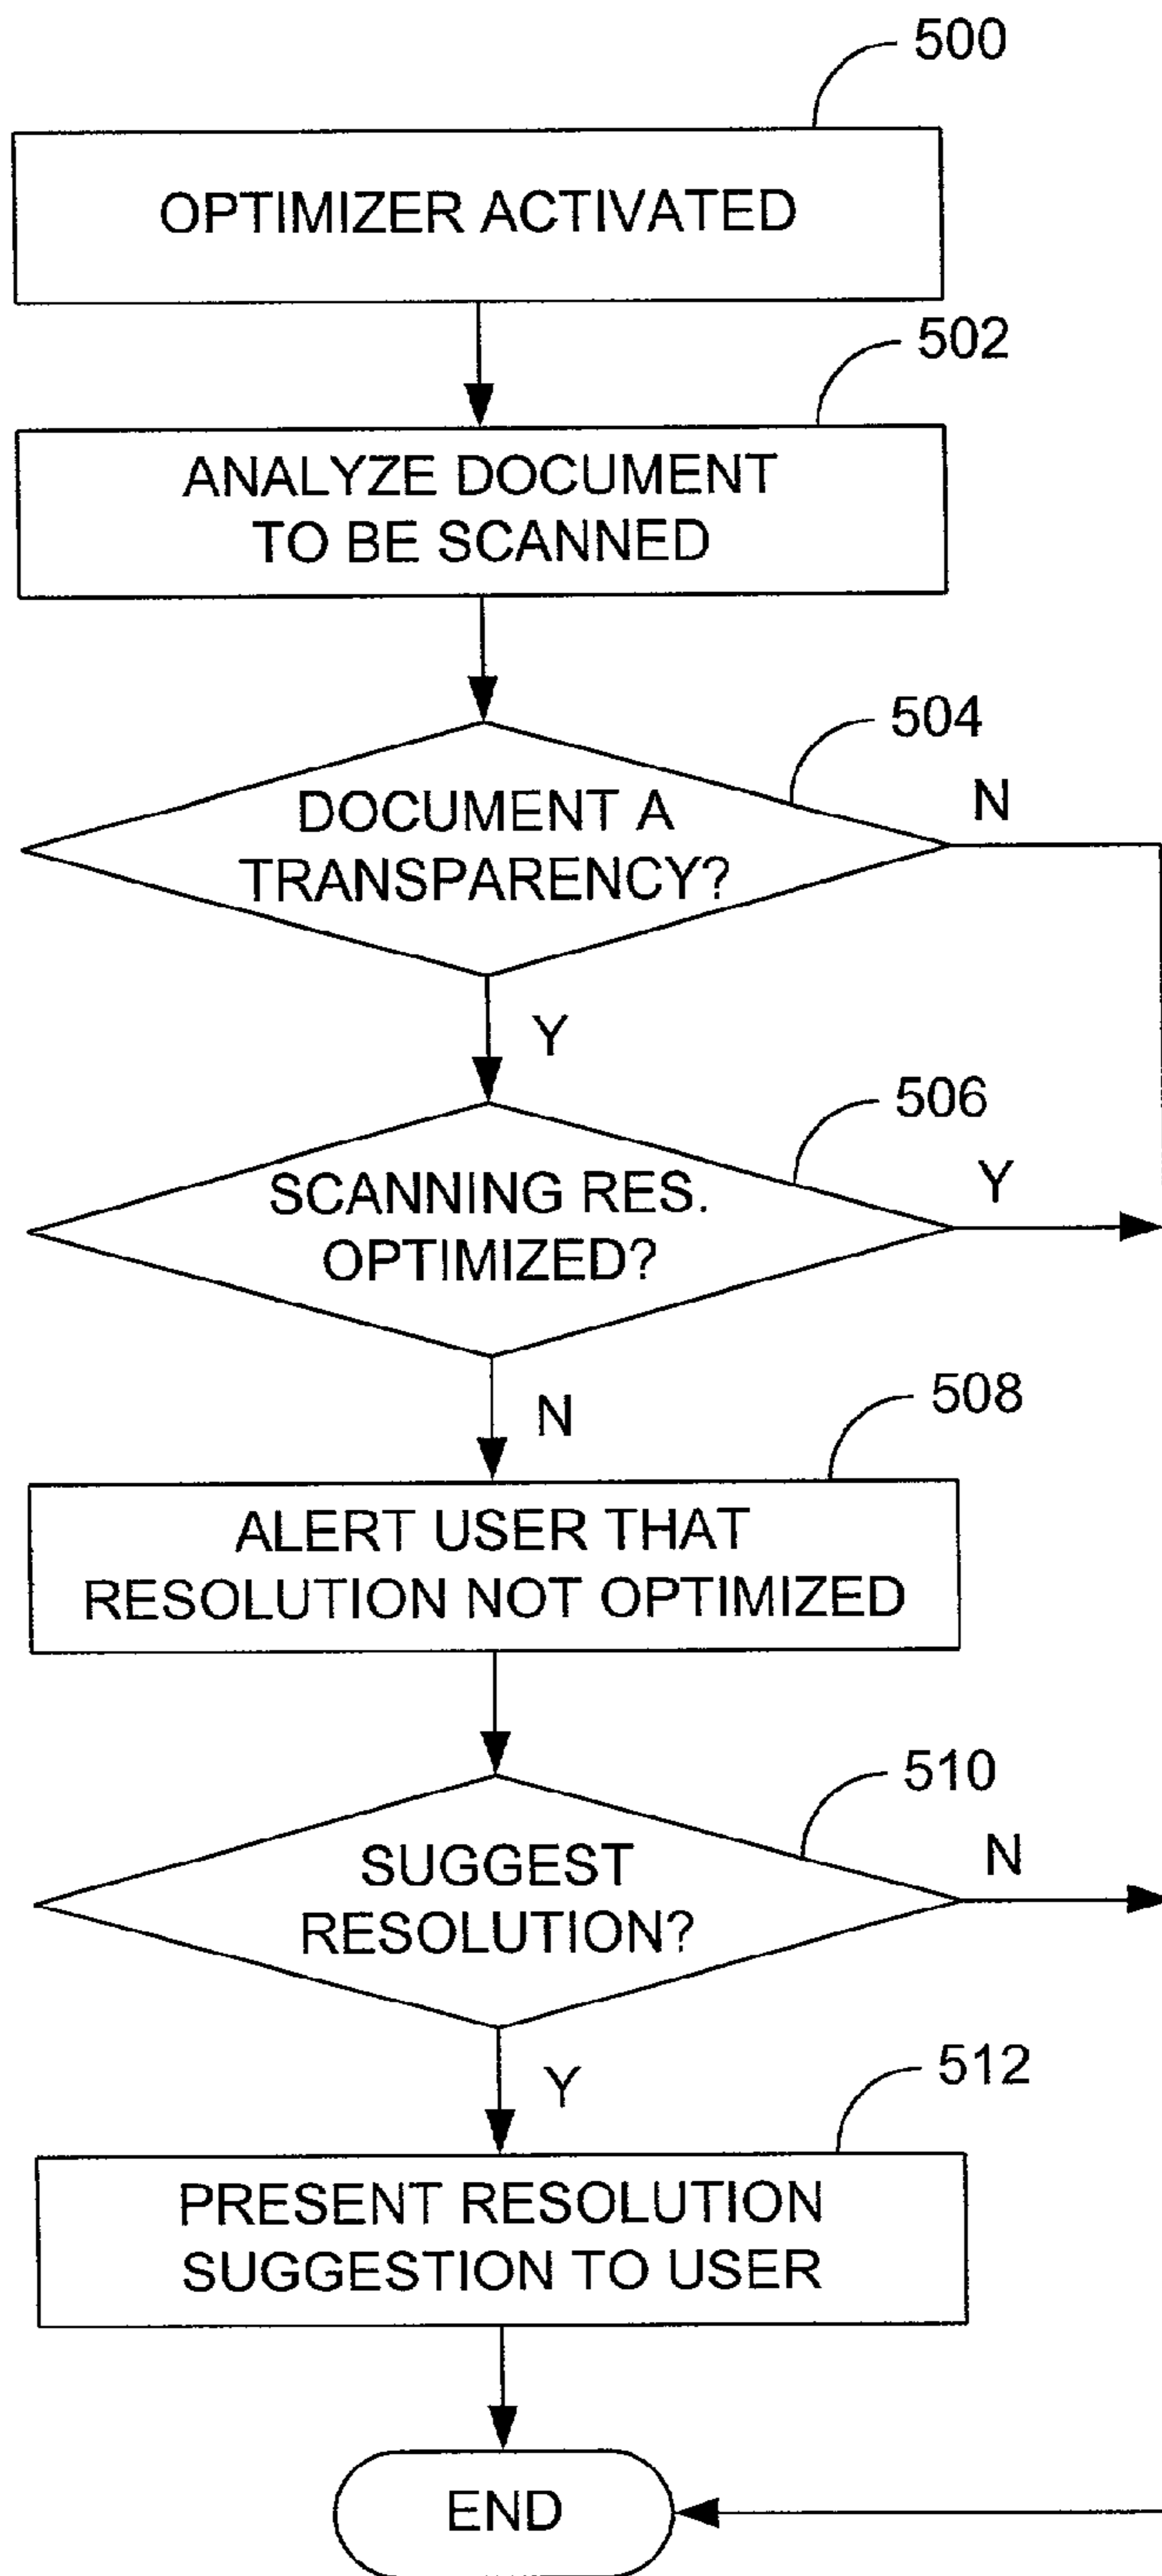 500
OPTIMIZER ACTIVATED
502
ANALYZE DOCUMENT
TO BE SCANNED
504
DOCUMENT A
TRANSPARENCY?
N
Y
506
SCANNING RES.
OPTIMIZED?
Y
N
508
ALERT USER THAT
RESOLUTION NOT OPTIMIZED
510
SUGGEST
RESOLUTION?
N
Y
512
PRESENT RESOLUTION
SUGGESTION TO USER
END